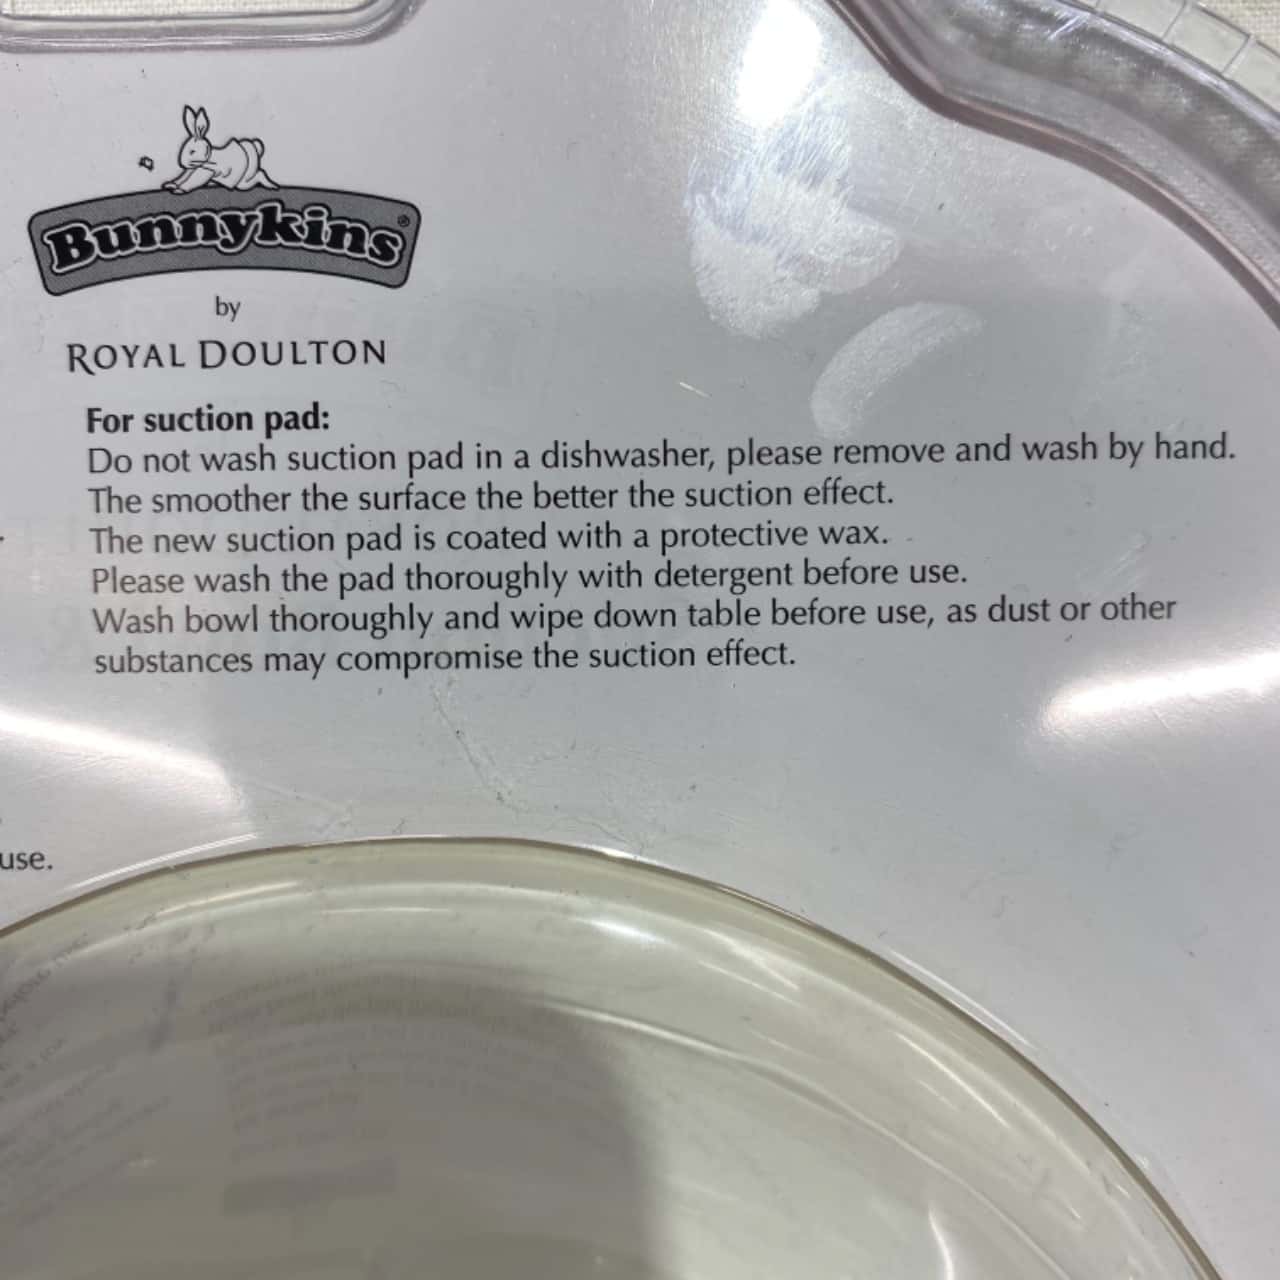 Bunnykins®
by
ROYAL DOULTON
For suction pad:
Do not wash suction pad in a dishwasher, please remove and wash by hand.
The smoother the surface the better the suction effect.
The new suction pad is coated with a protective wax.
Please wash the pad thoroughly with detergent before use.
Wash bowl thoroughly and wipe down table before use, as dust or other
substances may compromise the suction effect.
use.